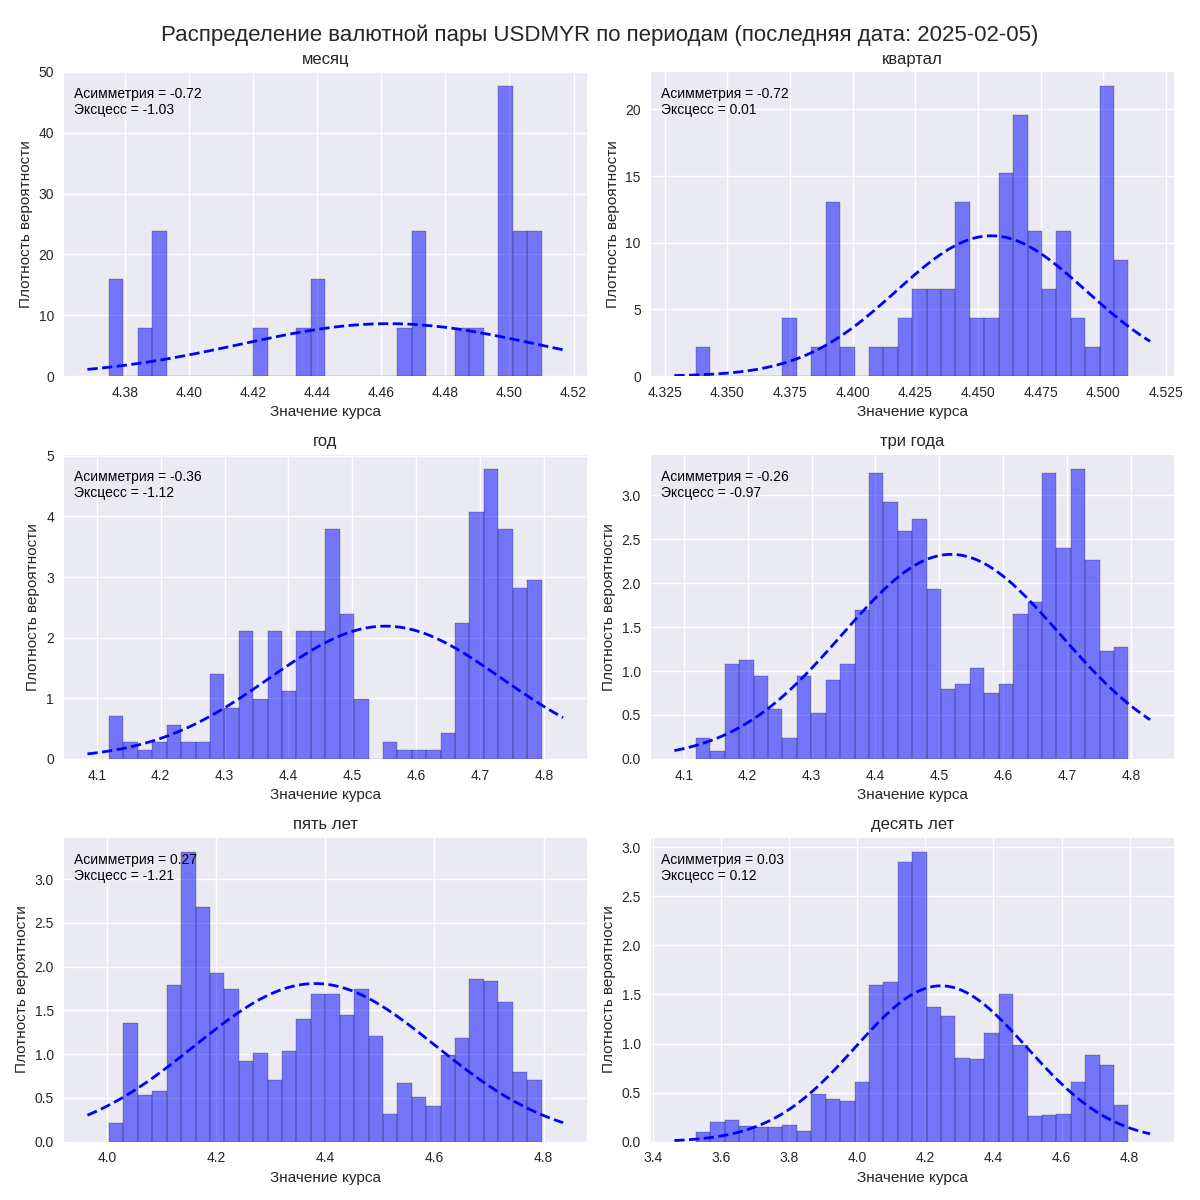 Распределение валютной пары USDMYR по периодам (последняя дата: 2025-02-05)
месяц
Асимметрия = -0.72
Эксцесс = -1.03
Плотность вероятности
50
40
30
20
10
0
4.38 4.40 4.42 4.44 4.46 4.48 4.50 4.52
Значение курса
квартал
Асимметрия = -0.72
Эксцесс = 0.01
Плотность вероятности
20
15
10
5
0
4.325 4.350 4.375 4.400 4.425 4.450 4.475 4.500 4.525
Значение курса
год
Асимметрия = -0.36
Эксцесс = -1.12
Плотность вероятности
5
4
3
2
1
0
4.1 4.2 4.3 4.4 4.5 4.6 4.7 4.8
Значение курса
три года
Асимметрия = -0.26
Эксцесс = -0.97
Плотность вероятности
3.0
2.5
2.0
1.5
1.0
0.5
0.0
4.1 4.2 4.3 4.4 4.5 4.6 4.7 4.8
Значение курса
пять лет
Асимметрия = 0.27
Эксцесс = -1.21
Плотность вероятности
3.0
2.5
2.0
1.5
1.0
0.5
0.0
4.0 4.2 4.4 4.6 4.8
Значение курса
десять лет
Асимметрия = 0.03
Эксцесс = 0.12
Плотность вероятности
3.0
2.5
2.0
1.5
1.0
0.5
0.0
3.4 3.6 3.8 4.0 4.2 4.4 4.6 4.8
Значение курса